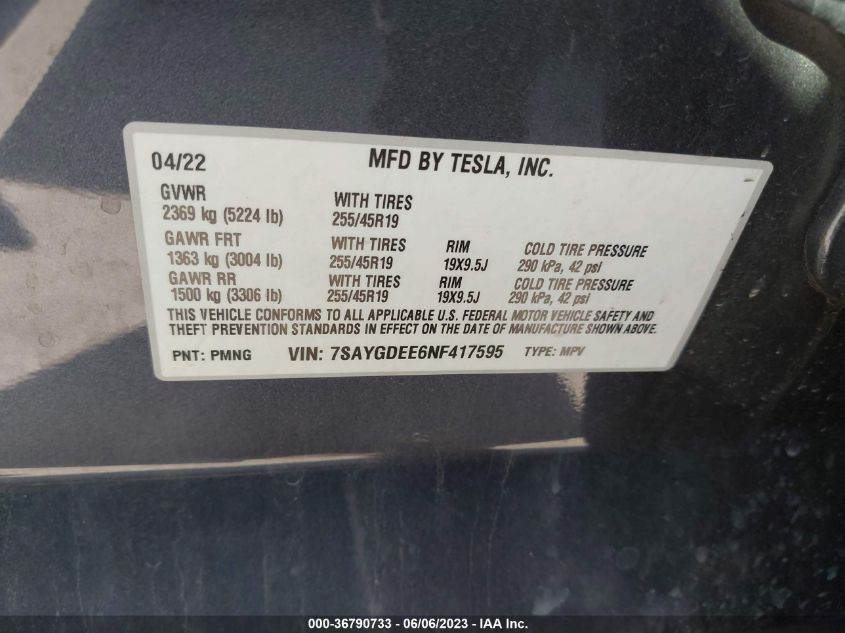 04/22 MFD BY TESLA, INC.
GVWR
2369 kg (5224 lb)
WITH TIRES
255/45R19
GAWR FRT WITH TIRES RIM COLD TIRE PRESSURE
1363 kg (3004 lb) 255/45R19 19X9.5J 290 kPa, 42 psi
GAWR RR WITH TIRES RIM COLD TIRE PRESSURE
1500 kg (3306 lb) 255/45R19 19X9.5J 290 kPa, 42 psi
THIS VEHICLE CONFORMS TO ALL APPLICABLE U.S. FEDERAL MOTOR VEHICLE SAFETY AND
THEFT PREVENTION STANDARDS IN EFFECT ON THE DATE OF MANUFACTURE SHOWN ABOVE.
PNT: PMNG VIN: 7SAYGDEE6NF417595 TYPE: MPV
000-36790733 - 06/06/2023 - IAA Inc.